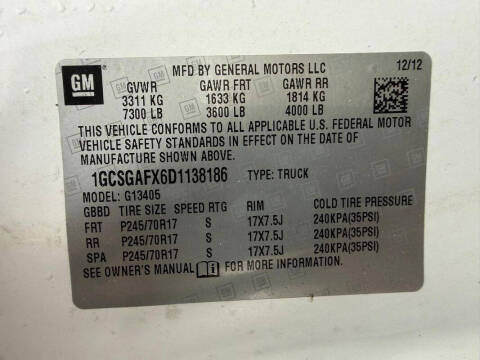 GM
MFD BY GENERAL MOTORS LLC 12/12
GVWR GAWR FRT GAWR RR
3311 KG 1633 KG 1814 KG
7300 LB 3600 LB 4000 LB
THIS VEHICLE CONFORMS TO ALL APPLICABLE U.S. FEDERAL MOTOR
VEHICLE SAFETY STANDARDS IN EFFECT ON THE DATE OF
MANUFACTURE SHOWN ABOVE.
1GCSGAFX6D1138186 TYPE: TRUCK
MODEL: G13405
GBBD TIRE SIZE SPEED RTG RIM COLD TIRE PRESSURE
FRT P245/70R17 S 17X7.5J 240KPA(35PSI)
RR P245/70R17 S 17X7.5J 240KPA(35PSI)
SPA P245/70R17 S 17X7.5J 240KPA(35PSI)
SEE OWNER'S MANUAL FOR MORE INFORMATION.